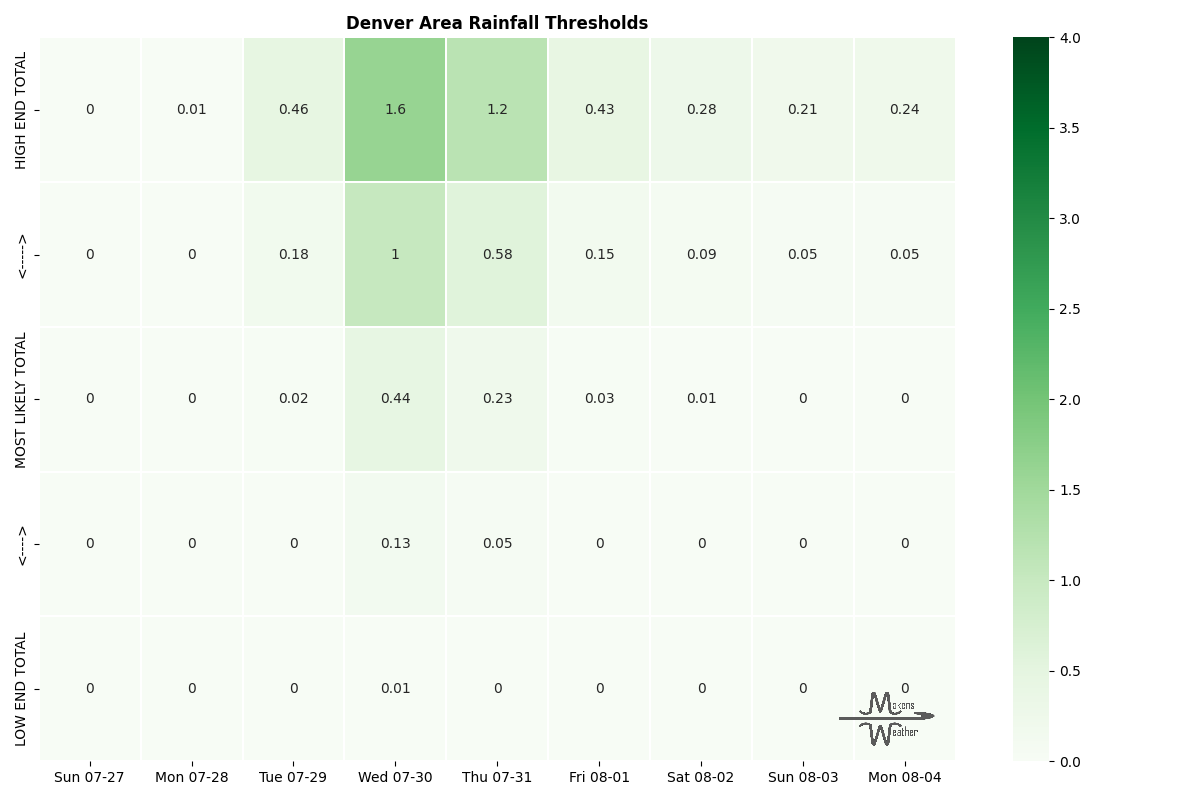 Denver Area Rainfall Thresholds
HIGH END TOTAL
0 0.01 0.46 1.6 1.2 0.43 0.28 0.21 0.24
<----->
0 0 0.18 1 0.58 0.15 0.09 0.05 0.05
MOST LIKELY TOTAL
0 0 0.02 0.44 0.23 0.03 0.01 0 0
<---->
0 0 0 0.13 0.05 0 0 0 0
LOW END TOTAL
0 0 0 0.01 0 0 0 0 0
Makens
Weather
Sun 07-27 Mon 07-28 Tue 07-29 Wed 07-30 Thu 07-31 Fri 08-01 Sat 08-02 Sun 08-03 Mon 08-04
4.0
3.5
3.0
2.5
2.0
1.5
1.0
0.5
0.0